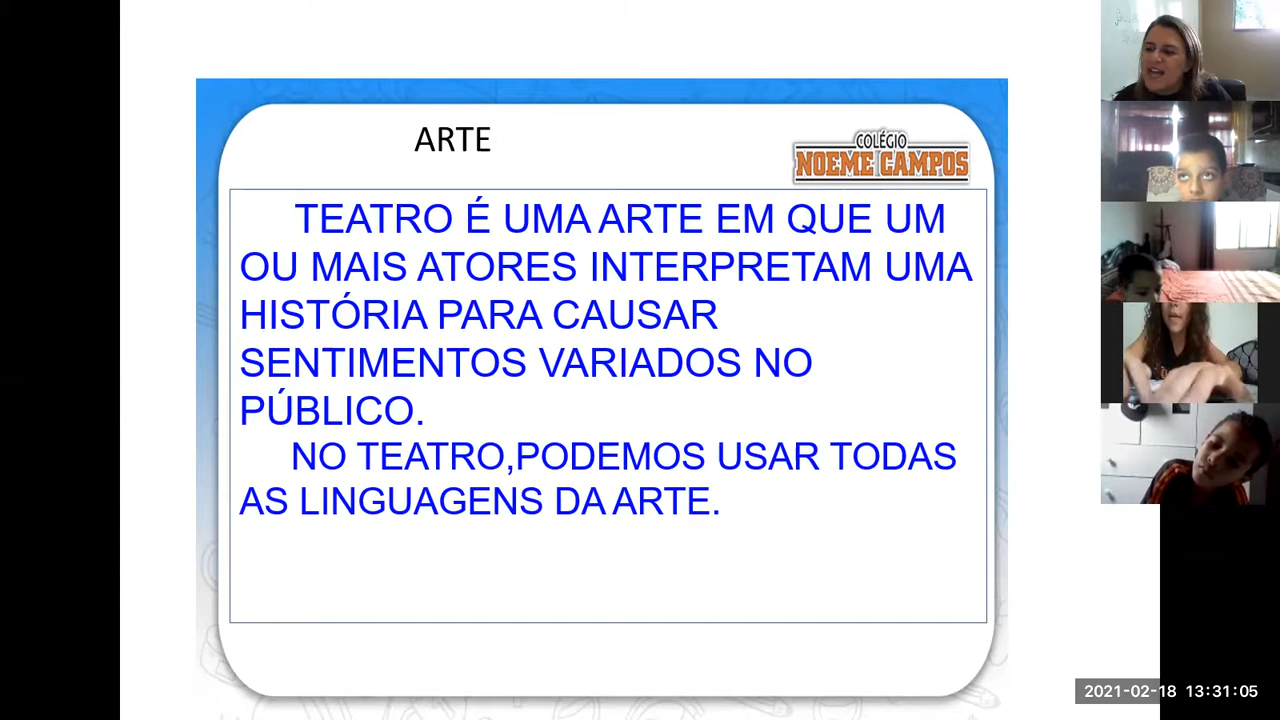 ARTE
COLÉGIO
NOEME CAMPOS
TEATRO É UMA ARTE EM QUE UM
OU MAIS ATORES INTERPRETAM UMA
HISTÓRIA PARA CAUSAR
SENTIMENTOS VARIADOS NO
PÚBLICO.
NO TEATRO,PODEMOS USAR TODAS
AS LINGUAGENS DA ARTE.
2021-02-18 13:31:05